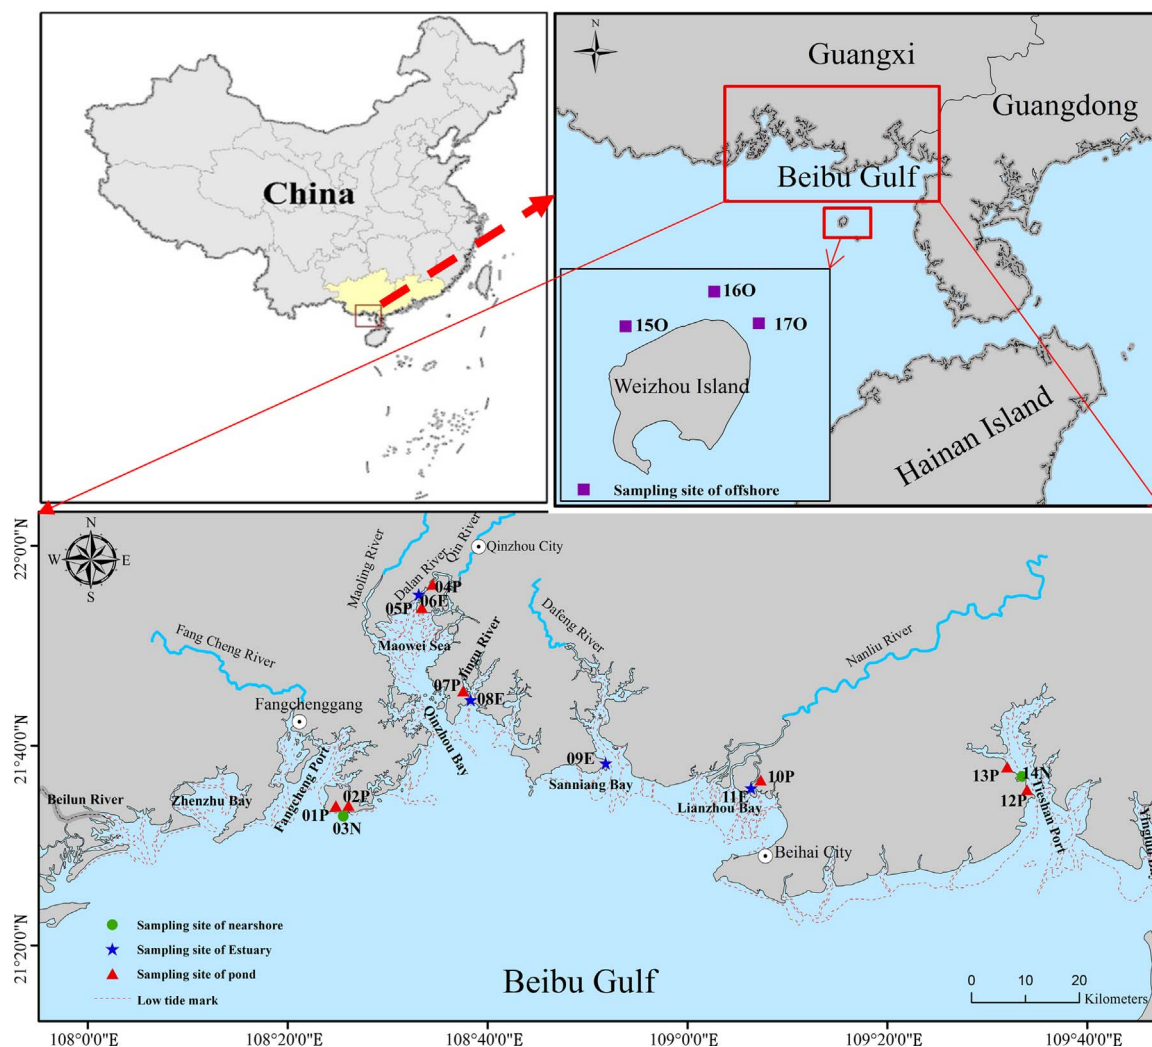 China
N
Guangxi
Guangdong
Beibu Gulf
16O
15O
17O
Weizhou Island
Sampling site of offshore
Hainan Island
N
W
E
S
Maoling River
Dalan River
Qin River
Qinzhou City
04P
05P
06E
Maowei Sea
Jingu River
Dafeng River
Nanliu River
Fang Cheng River
07P
08E
Fangchenggang
Qinzhou Bay
09E
Sanniang Bay
10P
11E
Lianzhou Bay
13P
14N
12P
Tieshan Port
Beilun River
Zhenzhu Bay
Fangcheng Port
01P
02P
03N
Beihai City
Sampling site of nearshore
Sampling site of Estuary
Sampling site of pond
Low tide mark
Beibu Gulf
0 10 20
Kilometers
22°0'0"N
21°40'0"N
21°20'0"N
108°0'0"E
108°20'0"E
108°40'0"E
109°0'0"E
109°20'0"E
109°40'0"E